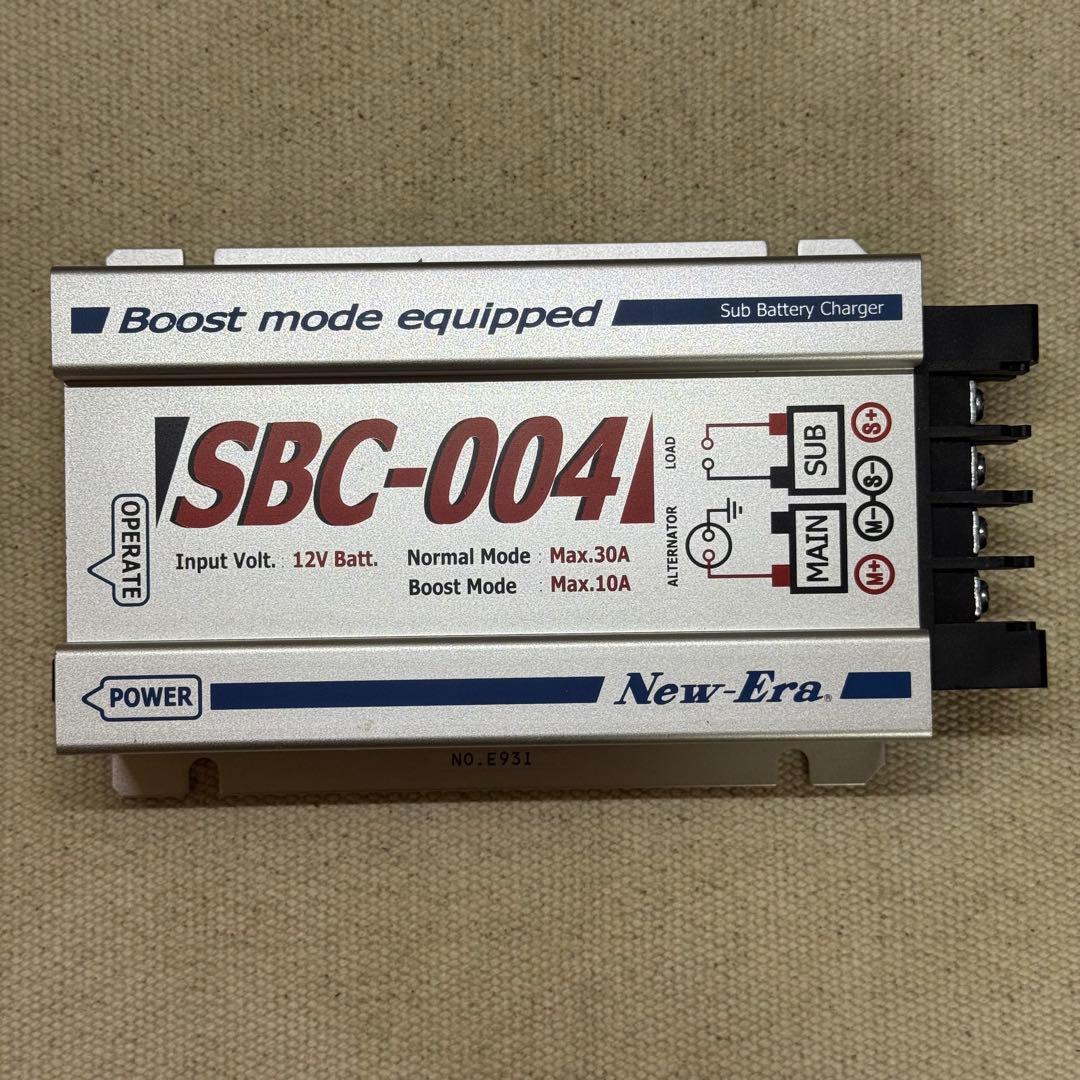 Boost mode equipped
Sub Battery Charger
SBC-004
OPERATE
Input Volt. : 12V Batt.
Normal Mode : Max.30A
Boost Mode : Max.10A
LOAD
ALTERNATOR
SUB
MAIN
S+
S-
M-
M+
POWER
New-Era®
NO.E93I